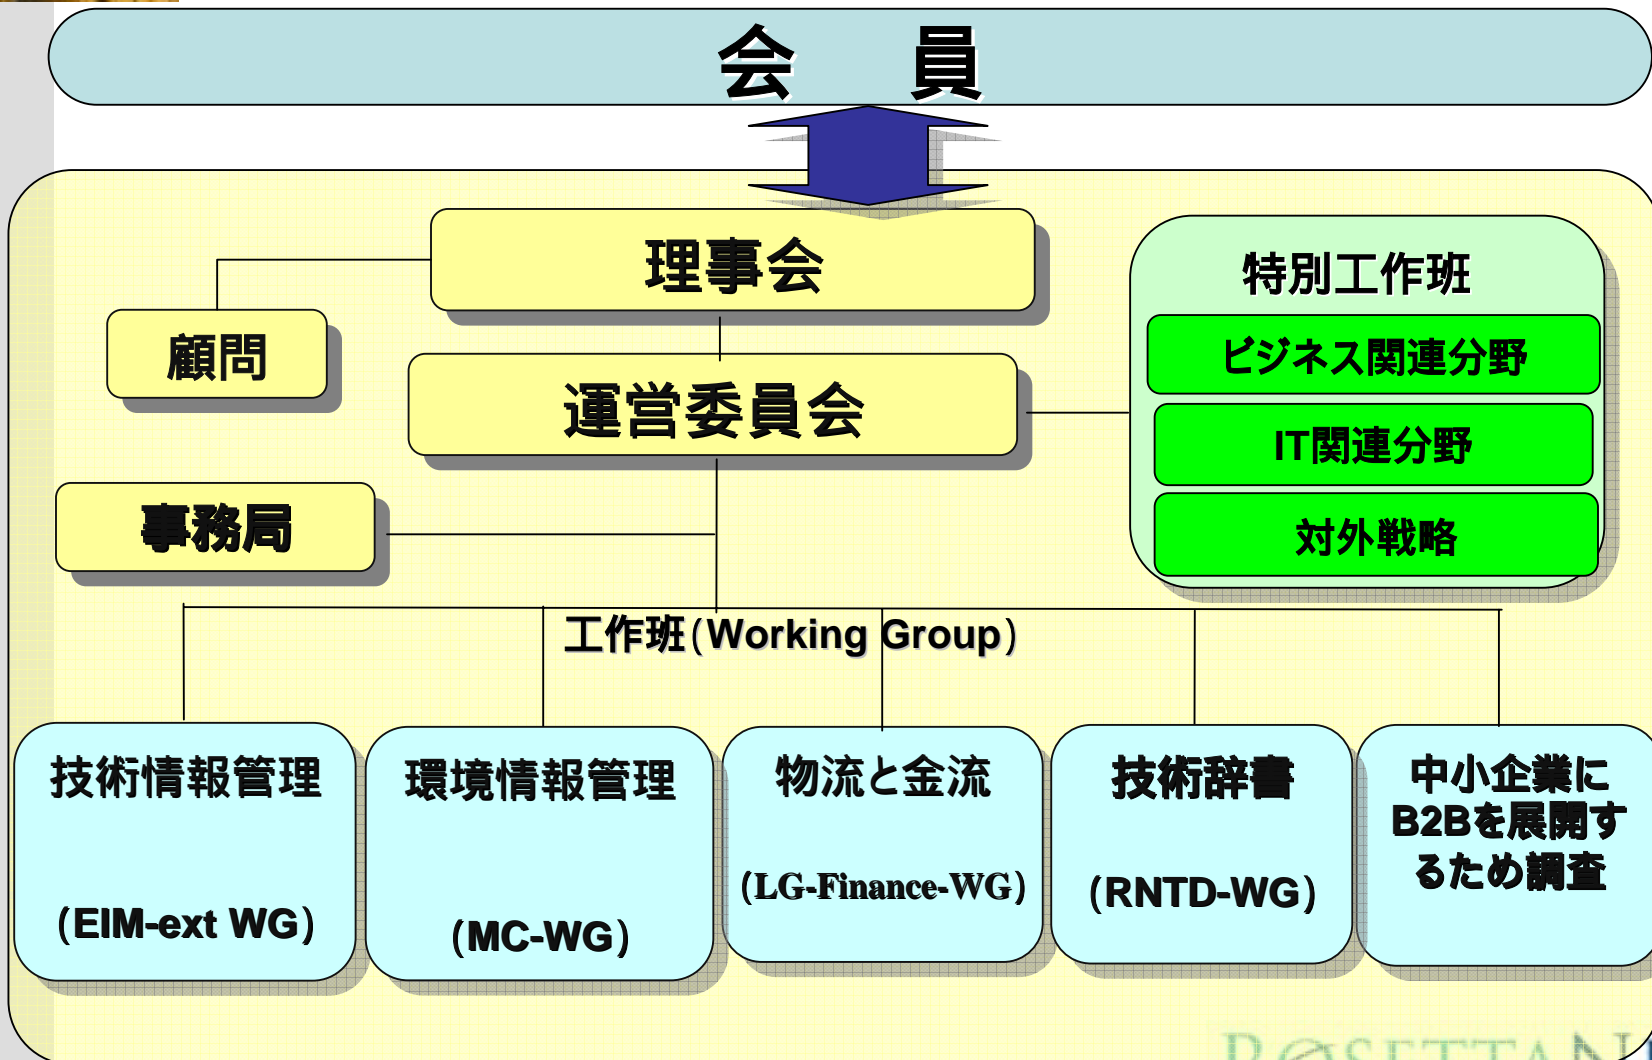 会 員
理事会
顧問
運営委員会
事務局
特別工作班
ビジネス関連分野
IT関連分野
対外戦略
工作班(Working Group)
技術情報管理
(EIM-ext WG)
環境情報管理
(MC-WG)
物流と金流
(LG-Finance-WG)
技術辞書
(RNTD-WG)
中小企業に
B2Bを展開す
るため調査